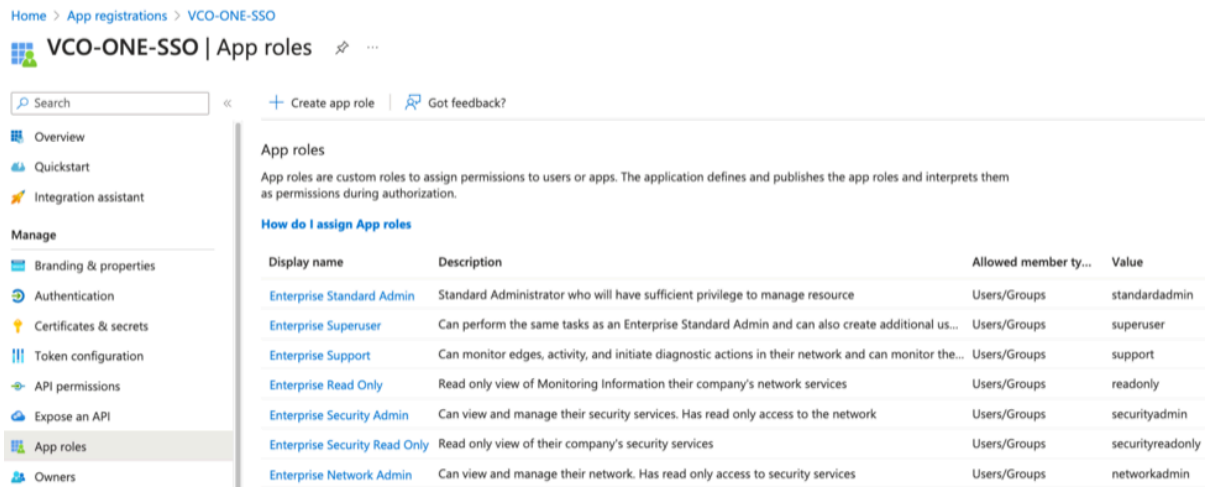 Home > App registrations > VCO-ONE-SSO
VCO-ONE-SSO | App roles ...
Search «
+ Create app role | Got feedback?
Overview
Quickstart
Integration assistant
Manage
Branding & properties
Authentication
Certificates & secrets
Token configuration
API permissions
Expose an API
App roles
Owners
App roles
App roles are custom roles to assign permissions to users or apps. The application defines and publishes the app roles and interprets them
as permissions during authorization.
How do I assign App roles
Display name Description Allowed member ty... Value
Enterprise Standard Admin Standard Administrator who will have sufficient privilege to manage resource Users/Groups standardadmin
Enterprise Superuser Can perform the same tasks as an Enterprise Standard Admin and can also create additional us... Users/Groups superuser
Enterprise Support Can monitor edges, activity, and initiate diagnostic actions in their network and can monitor the... Users/Groups support
Enterprise Read Only Read only view of Monitoring Information their company's network services Users/Groups readonly
Enterprise Security Admin Can view and manage their security services. Has read only access to the network Users/Groups securityadmin
Enterprise Security Read Only Read only view of their company's security services Users/Groups securityreadonly
Enterprise Network Admin Can view and manage their network. Has read only access to security services Users/Groups networkadmin